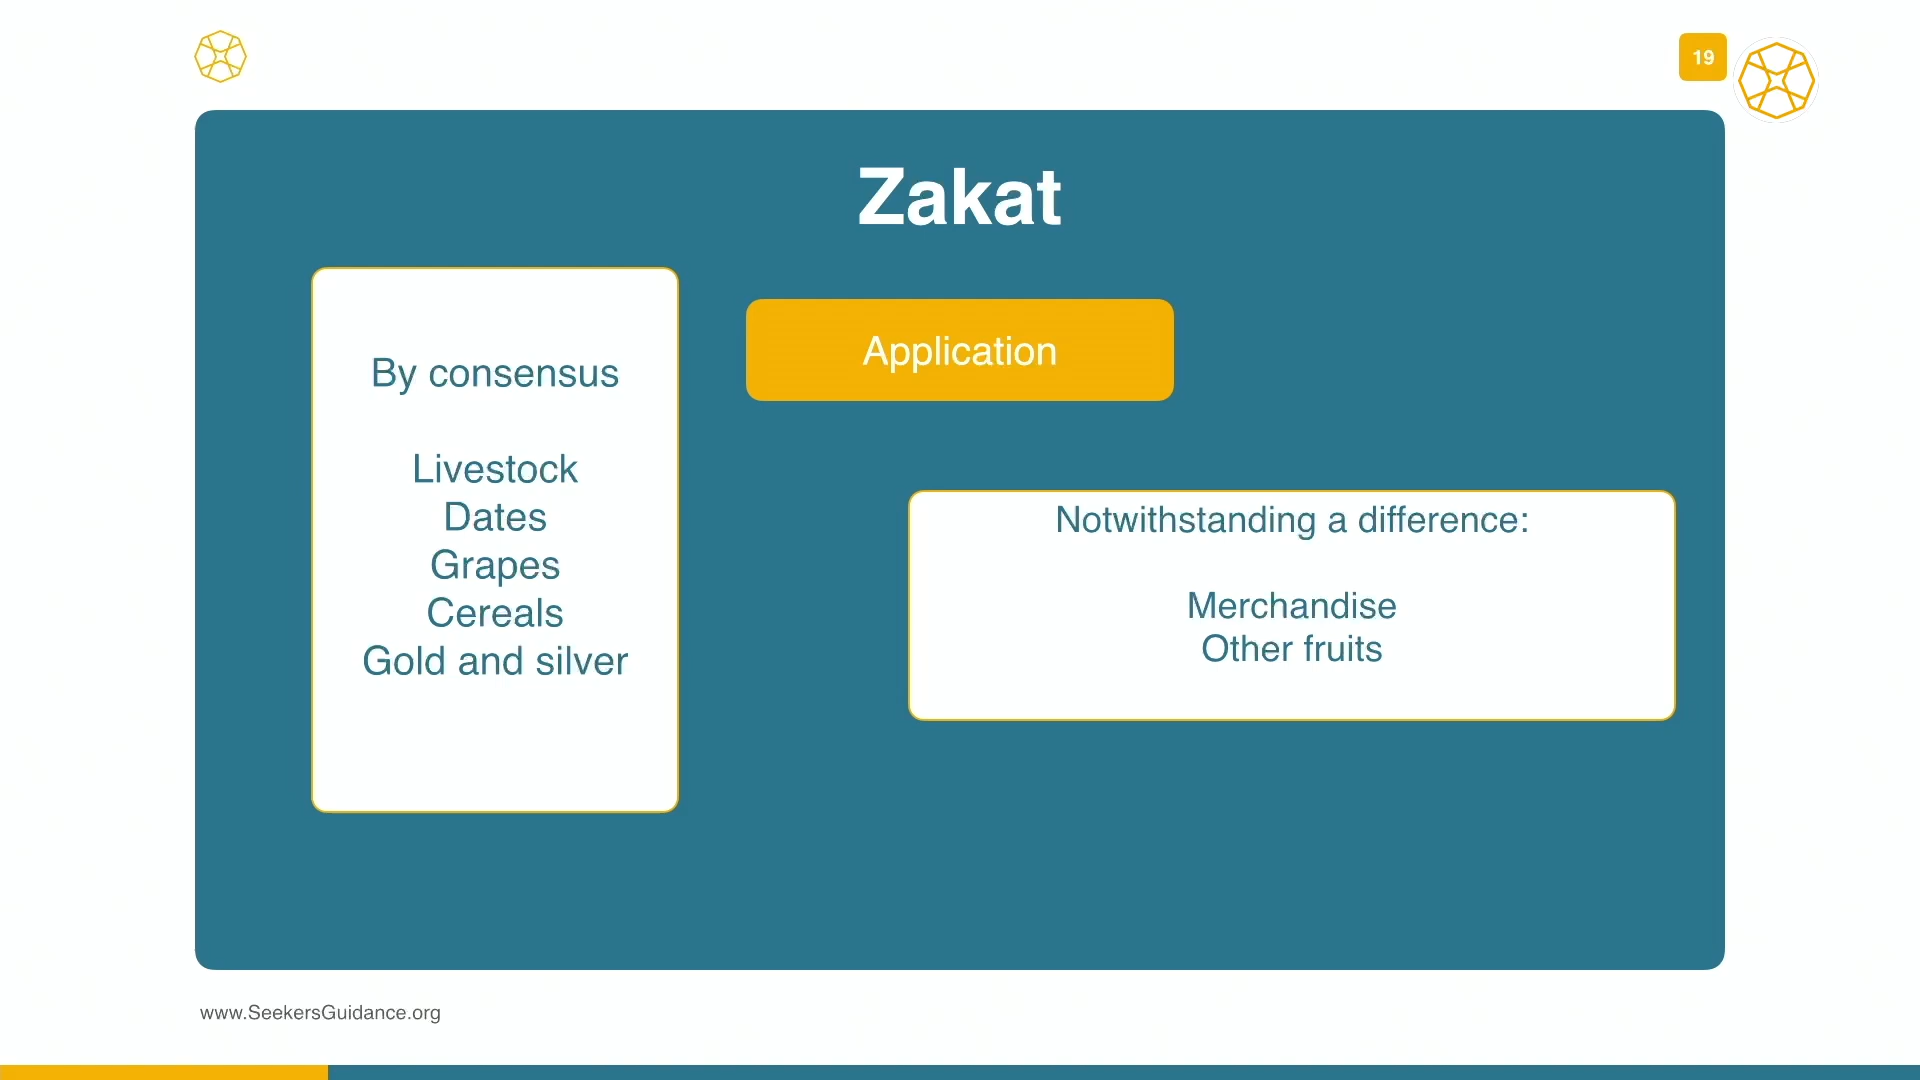 19
Zakat
Application
By consensus
Livestock
Dates
Grapes
Cereals
Gold and silver
Notwithstanding a difference:
Merchandise
Other fruits
www.SeekersGuidance.org